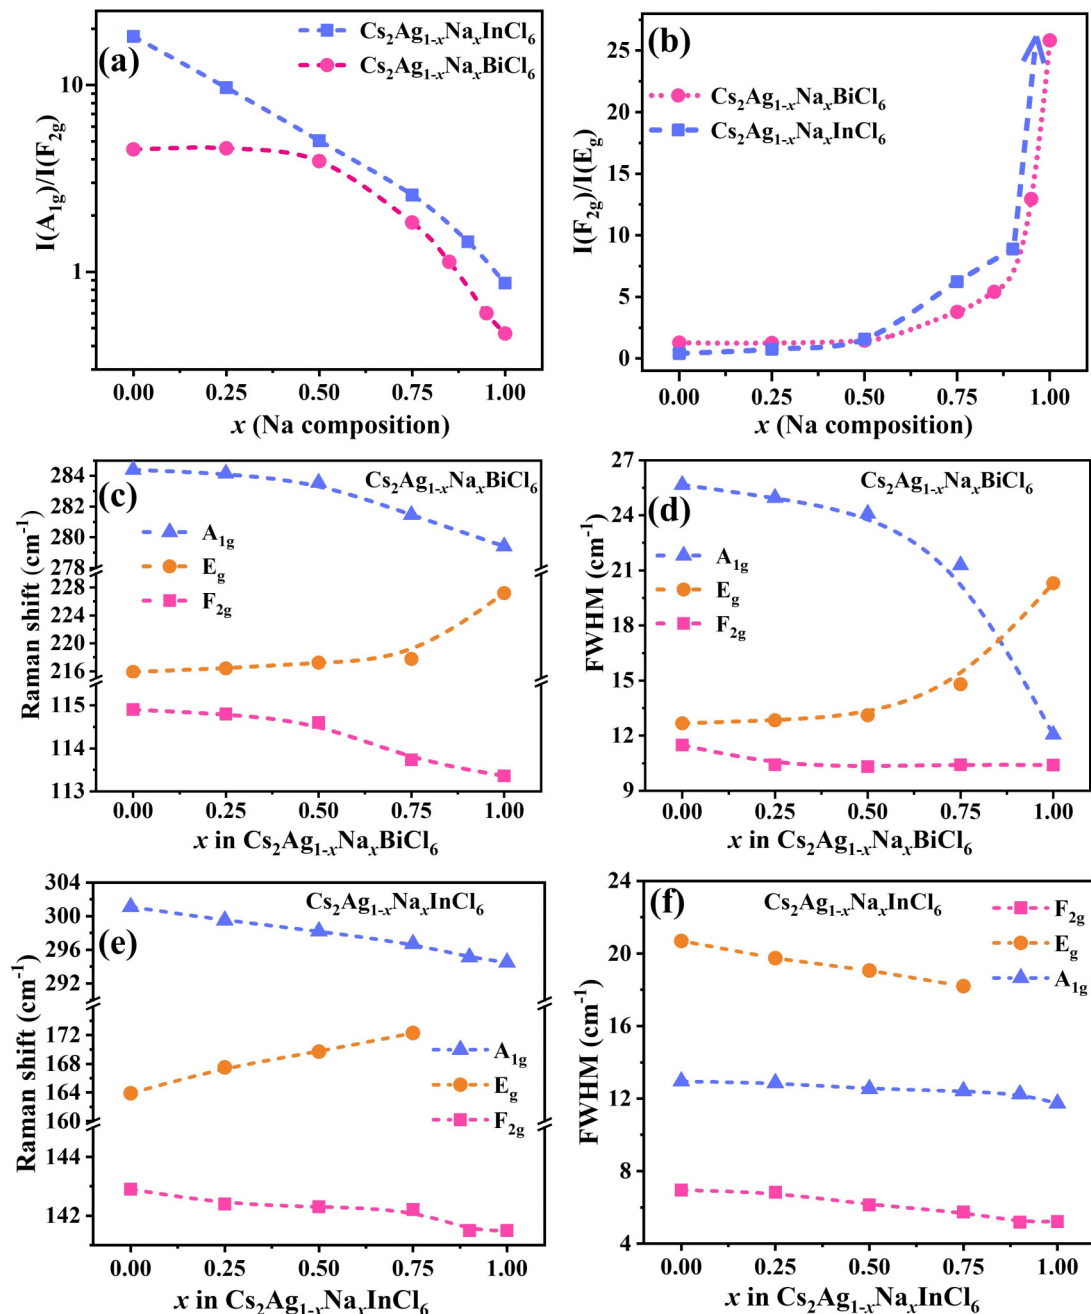 (a)
Cs₂Ag₁₋ₓNaₓInCl₆
Cs₂Ag₁₋ₓNaₓBiCl₆
I(A₁g)/I(F₂g)
10
1
0.00 0.25 0.50 0.75 1.00
x (Na composition)
(b)
Cs₂Ag₁₋ₓNaₓBiCl₆
Cs₂Ag₁₋ₓNaₓInCl₆
I(F₂g)/I(Eg)
25
20
15
10
5
0
0.00 0.25 0.50 0.75 1.00
x (Na composition)
(c)
Cs₂Ag₁₋ₓNaₓBiCl₆
A₁g
Eg
F₂g
Raman shift (cm⁻¹)
284
282
280
278
228
220
216
115
114
113
0.00 0.25 0.50 0.75 1.00
x in Cs₂Ag₁₋ₓNaₓBiCl₆
(d)
Cs₂Ag₁₋ₓNaₓBiCl₆
A₁g
Eg
F₂g
FWHM (cm⁻¹)
27
24
21
18
15
12
9
0.00 0.25 0.50 0.75 1.00
x in Cs₂Ag₁₋ₓNaₓBiCl₆
(e)
Cs₂Ag₁₋ₓNaₓInCl₆
A₁g
Eg
F₂g
Raman shift (cm⁻¹)
304
300
296
292
172
168
164
160
144
142
0.00 0.25 0.50 0.75 1.00
x in Cs₂Ag₁₋ₓNaₓInCl₆
(f)
Cs₂Ag₁₋ₓNaₓInCl₆
F₂g
Eg
A₁g
FWHM (cm⁻¹)
24
20
16
12
8
4
0.00 0.25 0.50 0.75 1.00
x in Cs₂Ag₁₋ₓNaₓInCl₆